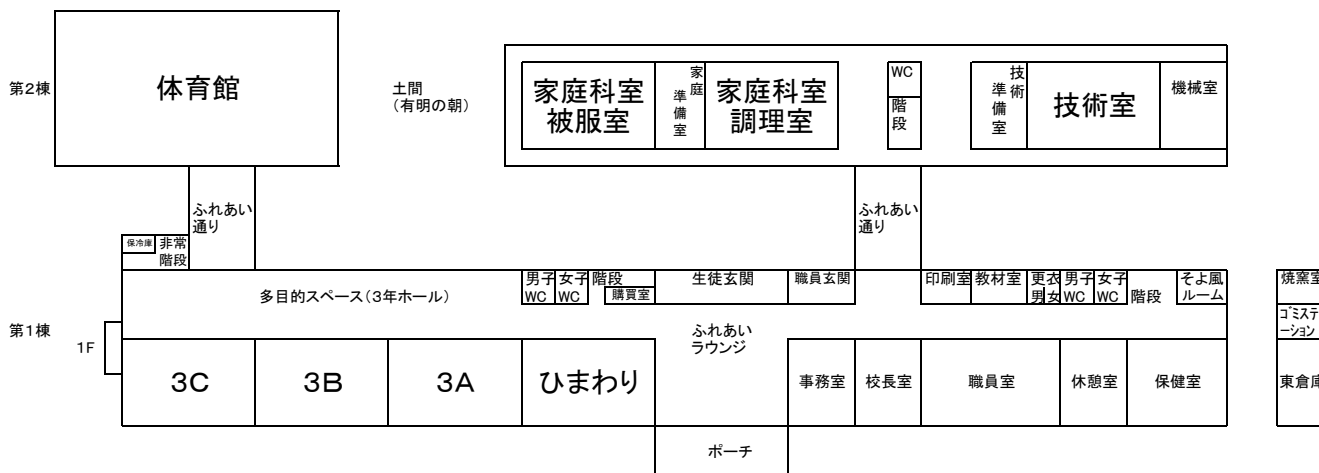 第2棟
体育館
土間
(有明の朝)
家庭科室
被服室
家庭
準備室
家庭科室
調理室
WC
階段
技術
準備室
技術室
機械室
ふれあい
通り
ふれあい
通り
保冷庫
非常
階段
第1棟
1F
多目的スペース(3年ホール)
男子
WC
女子
WC
階段
購買室
生徒玄関
職員玄関
印刷室
教材室
更衣
男女
男子
WC
女子
WC
階段
そよ風
ルーム
焼窯室
ゴミステ
ーション
東倉庫
ふれあい
ラウンジ
3C
3B
3A
ひまわり
事務室
校長室
職員室
休憩室
保健室
ポーチ